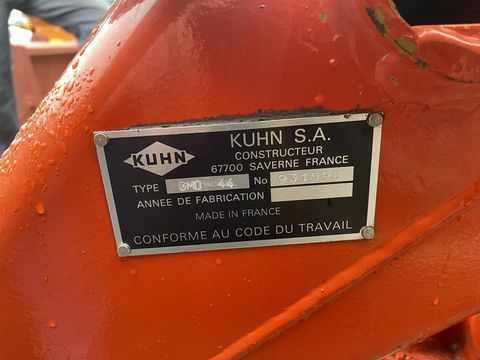 KUHN
KUHN S.A.
CONSTRUCTEUR
67700 SAVERNE FRANCE
TYPE GMD 44 No
ANNEE DE FABRICATION
MADE IN FRANCE
CONFORME AU CODE DU TRAVAIL